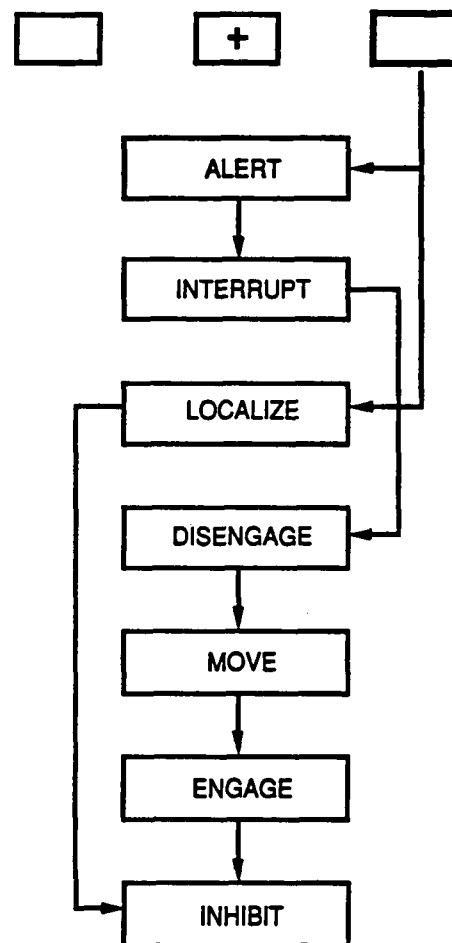 +
ALERT
INTERRUPT
LOCALIZE
DISENGAGE
MOVE
ENGAGE
INHIBIT